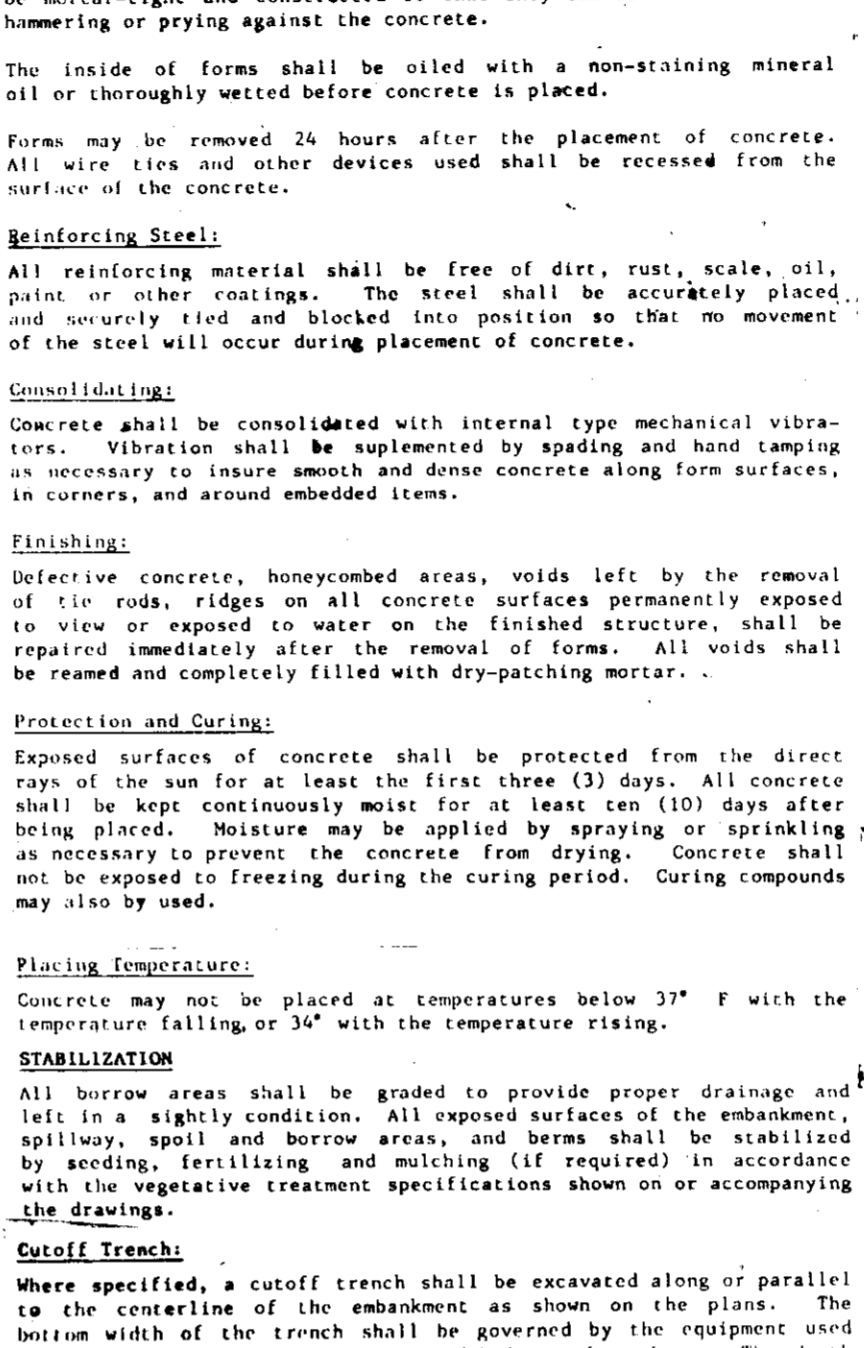 hammering or prying against the concrete.
The inside of forms shall be oiled with a non-staining mineral
oil or thoroughly wetted before concrete is placed.
Forms may be removed 24 hours after the placement of concrete.
All wire ties and other devices used shall be recessed from the
surface of the concrete.
Reinforcing Steel:
All reinforcing material shall be free of dirt, rust, scale, oil,
paint or other coatings. The steel shall be accurately placed
and securely tied and blocked into position so that no movement
of the steel will occur during placement of concrete.
Consolidating:
Concrete shall be consolidated with internal type mechanical vibra-
tors. Vibration shall be suplemented by spading and hand tamping
as necessary to insure smooth and dense concrete along form surfaces,
in corners, and around embedded items.
Finishing:
Defective concrete, honeycombed areas, voids left by the removal
of tie rods, ridges on all concrete surfaces permanently exposed
to view or exposed to water on the finished structure, shall be
repaired immediately after the removal of forms. All voids shall
be reamed and completely filled with dry-patching mortar.
Protection and Curing:
Exposed surfaces of concrete shall be protected from the direct
rays of the sun for at least the first three (3) days. All concrete
shall be kept continuously moist for at least ten (10) days after
being placed. Moisture may be applied by spraying or sprinkling
as necessary to prevent the concrete from drying. Concrete shall
not be exposed to freezing during the curing period. Curing compounds
may also by used.
Placing Temperature:
Concrete may not be placed at temperatures below 37° F with the
temperature falling, or 34° with the temperature rising.
STABILIZATION
All borrow areas shall be graded to provide proper drainage and
left in a sightly condition. All exposed surfaces of the embankment,
spillway, spoil and borrow areas, and berms shall be stabilized
by seeding, fertilizing and mulching (if required) in accordance
with the vegetative treatment specifications shown on or accompanying
the drawings.
Cutoff Trench:
Where specified, a cutoff trench shall be excavated along or parallel
to the centerline of the embankment as shown on the plans. The
bottom width of the trench shall be governed by the equipment used